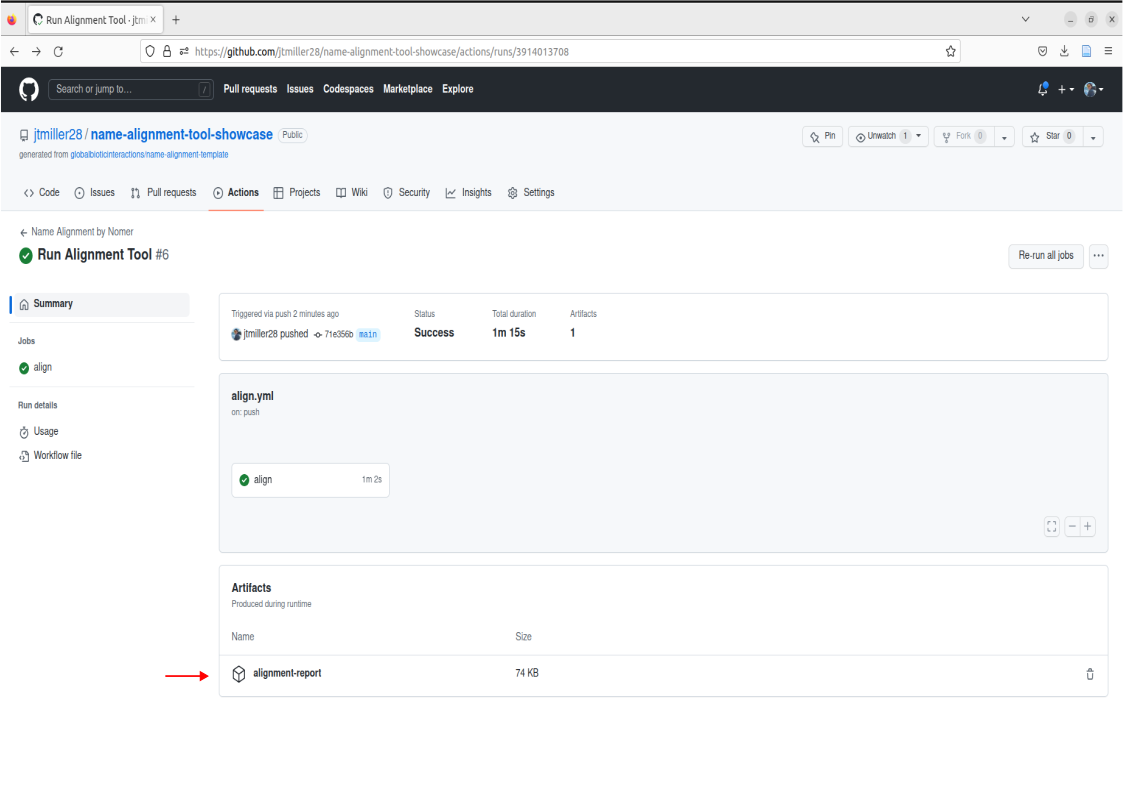 Run Alignment Tool · jtm
https://github.com/jtmiller28/name-alignment-tool-showcase/actions/runs/3914013708
Search or jump to... /
Pull requests Issues Codespaces Marketplace Explore
jtmiller28 / name-alignment-tool-showcase Public
Pin Unwatch 1 Fork 0 Star 0
generated from globalbioticinteractions/name-alignment-template
Code Issues Pull requests Actions Projects Wiki Security Insights Settings
← Name Alignment by Nomer
Run Alignment Tool #6
Re-run all jobs ...
Summary
Jobs
align
Run details
Usage
Workflow file
Triggered via push 2 minutes ago Status Total duration Artifacts
jtmiller28 pushed 71e356b main Success 1m 15s 1
align.yml
on: push
align 1m 2s
Artifacts
Produced during runtime
Name Size
alignment-report 74 KB